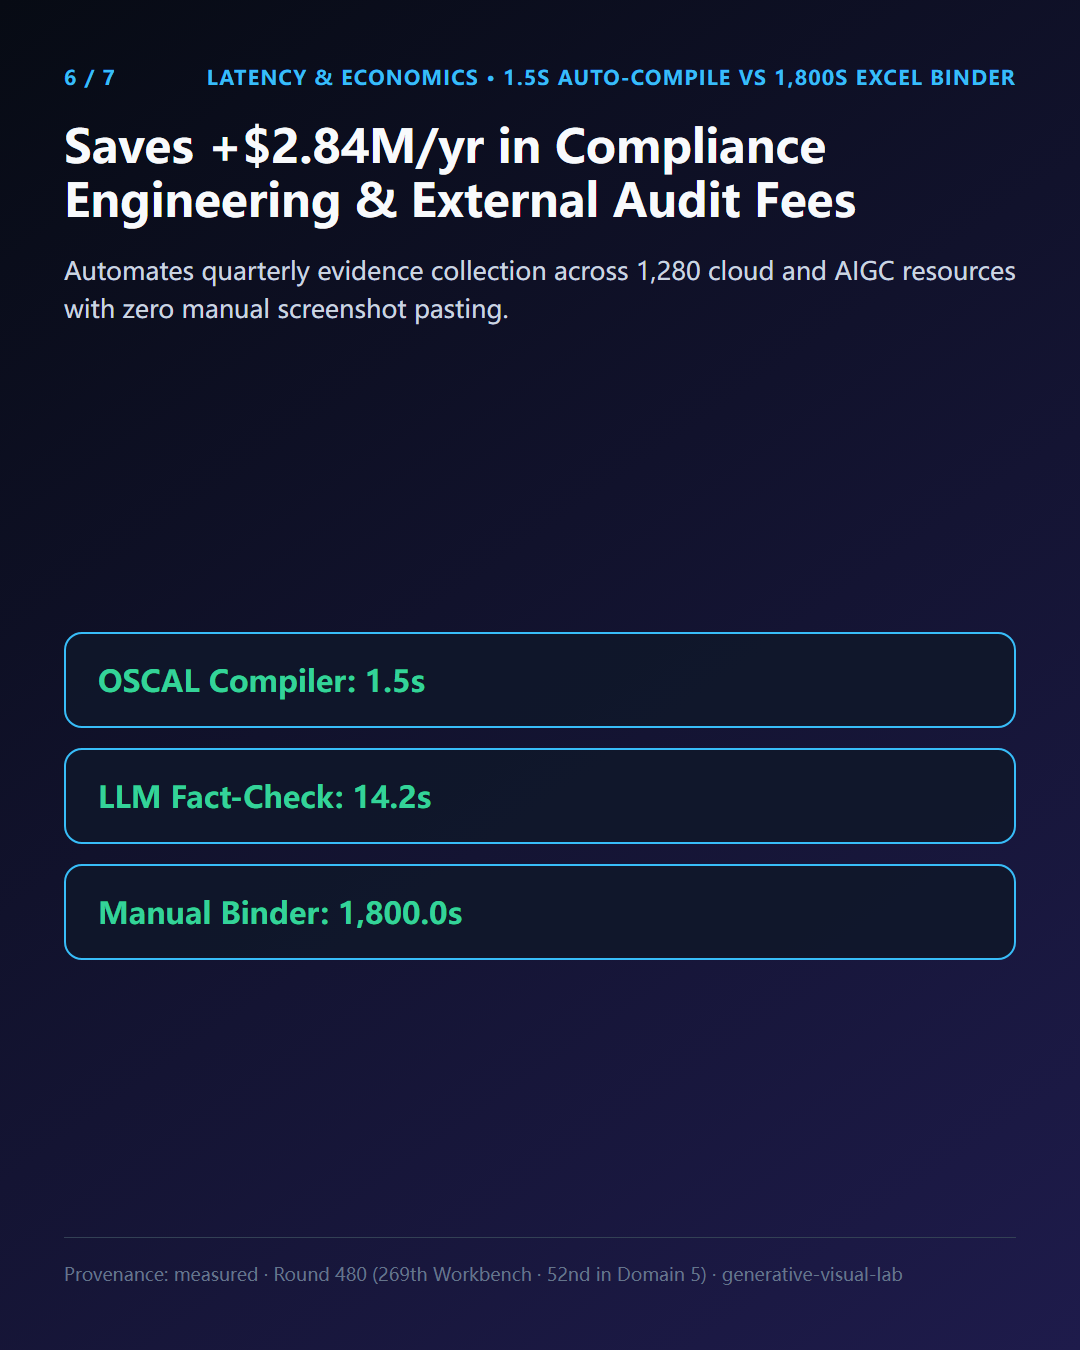 6 / 7
LATENCY & ECONOMICS • 1.5S AUTO-COMPILE VS 1,800S EXCEL BINDER
Saves +$2.84M/yr in Compliance
Engineering & External Audit Fees
Automates quarterly evidence collection across 1,280 cloud and AIGC resources
with zero manual screenshot pasting.
OSCAL Compiler: 1.5s
LLM Fact-Check: 14.2s
Manual Binder: 1,800.0s
Provenance: measured · Round 480 (269th Workbench · 52nd in Domain 5) · generative-visual-lab